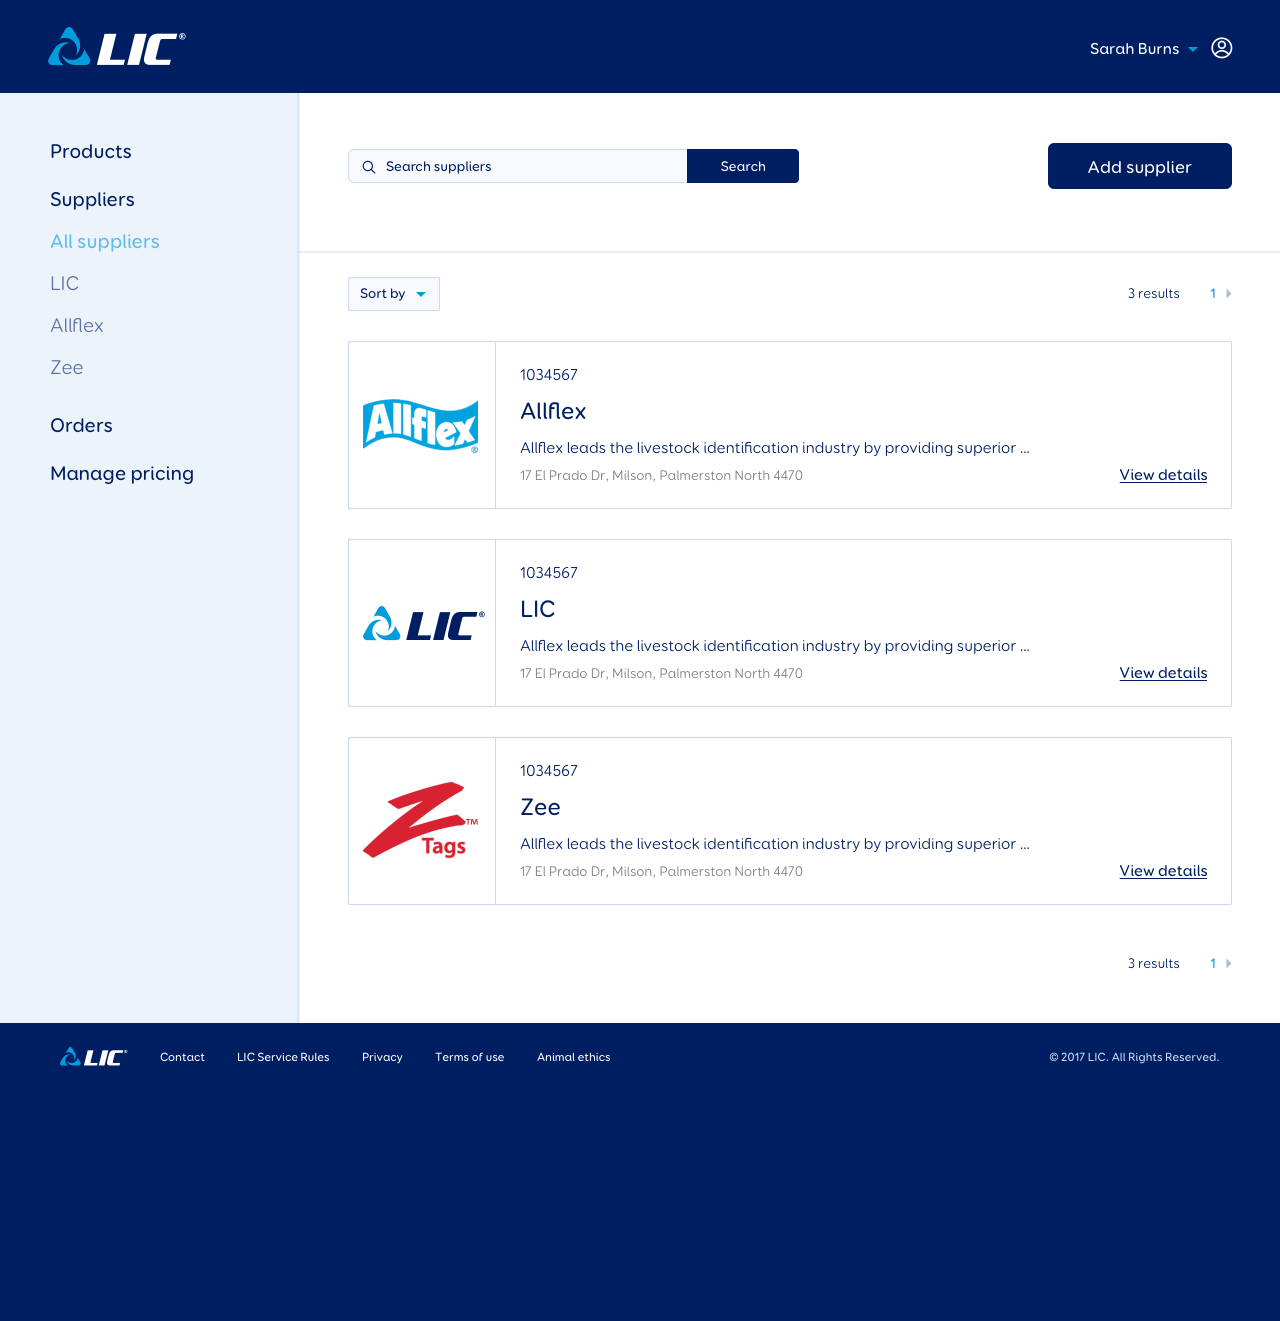 LIC®
Sarah Burns
Products
Suppliers
All suppliers
LIC
Allflex
Zee
Orders
Manage pricing
Search suppliers
Search
Add supplier
Sort by
3 results 1
Allflex®
1034567
Allflex
Allflex leads the livestock identification industry by providing superior ...
17 El Prado Dr, Milson, Palmerston North 4470
View details
LIC®
1034567
LIC
Allflex leads the livestock identification industry by providing superior ...
17 El Prado Dr, Milson, Palmerston North 4470
View details
Z Tags™
1034567
Zee
Allflex leads the livestock identification industry by providing superior ...
17 El Prado Dr, Milson, Palmerston North 4470
View details
3 results 1
LIC® Contact LIC Service Rules Privacy Terms of use Animal ethics © 2017 LIC. All Rights Reserved.